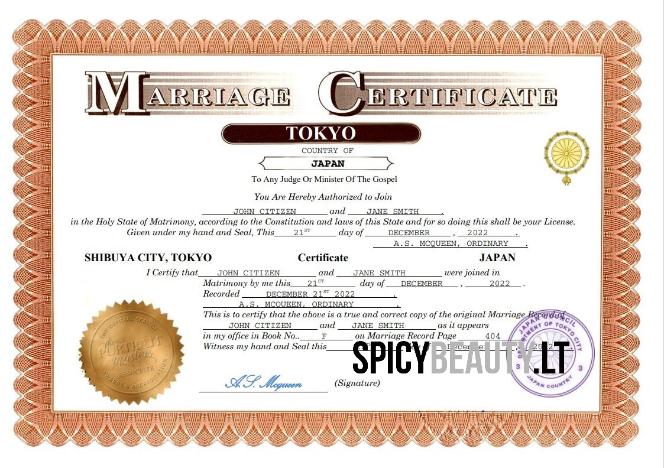 MARRIAGE CERTIFICATE
TOKYO
COUNTRY OF
JAPAN
To Any Judge Or Minister Of The Gospel
You Are Hereby Authorized to Join
JOHN CITIZEN and JANE SMITH .
in the Holy State of Matrimony, according to the Constitution and laws of this State and for so doing this shall be your License.
Given under my hand and Seal, This 21ST day of DECEMBER , 2022 .
A.S. MCQUEEN, ORDINARY .
SHIBUYA CITY, TOKYO Certificate JAPAN
I Certify that JOHN CITIZEN and JANE SMITH were joined in
Matrimony by me this 21ST day of DECEMBER , 2022 .
Recorded DECEMBER 21ST 2022 .
A.S. MCQUEEN, ORDINARY .
This is to certify that the above is a true and correct copy of the original Marriage Record
JOHN CITIZEN and JANE SMITH as it appears
in my office in Book No.. F on Marriage Record Page 404
Witness my hand and Seal this
SPICYBEAUTY.LT
A.S. Mcqueen (Signature)
JAPAN COUNCIL
OF TOKYO CITY
JAPAN COUNTRY